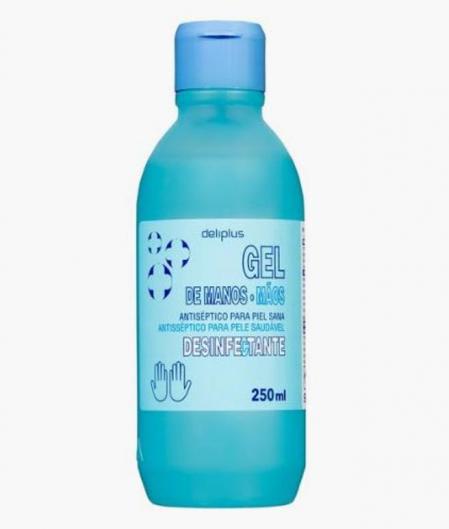 deliplus
GEL
DE MANOS · MÃOS
ANTISÉPTICO PARA PIEL SANA
ANTISSÉPTICO PARA PELE SAUDÁVEL
DESINFECTANTE
250ml